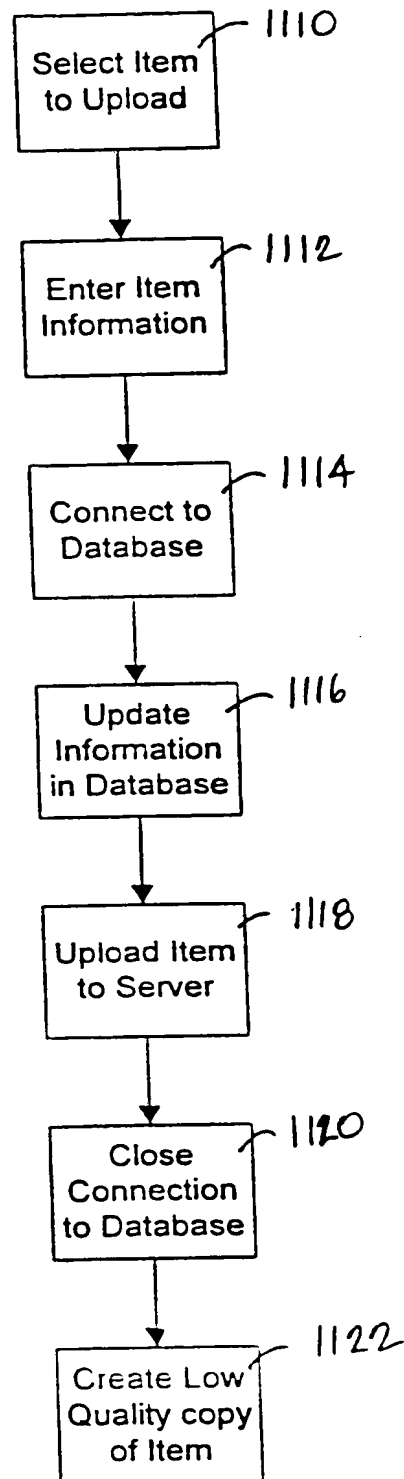 1110
Select Item
to Upload
1112
Enter Item
Information
1114
Connect to
Database
1116
Update
Information
in Database
1118
Upload Item
to Server
1120
Close
Connection
to Database
1122
Create Low
Quality copy
of Item